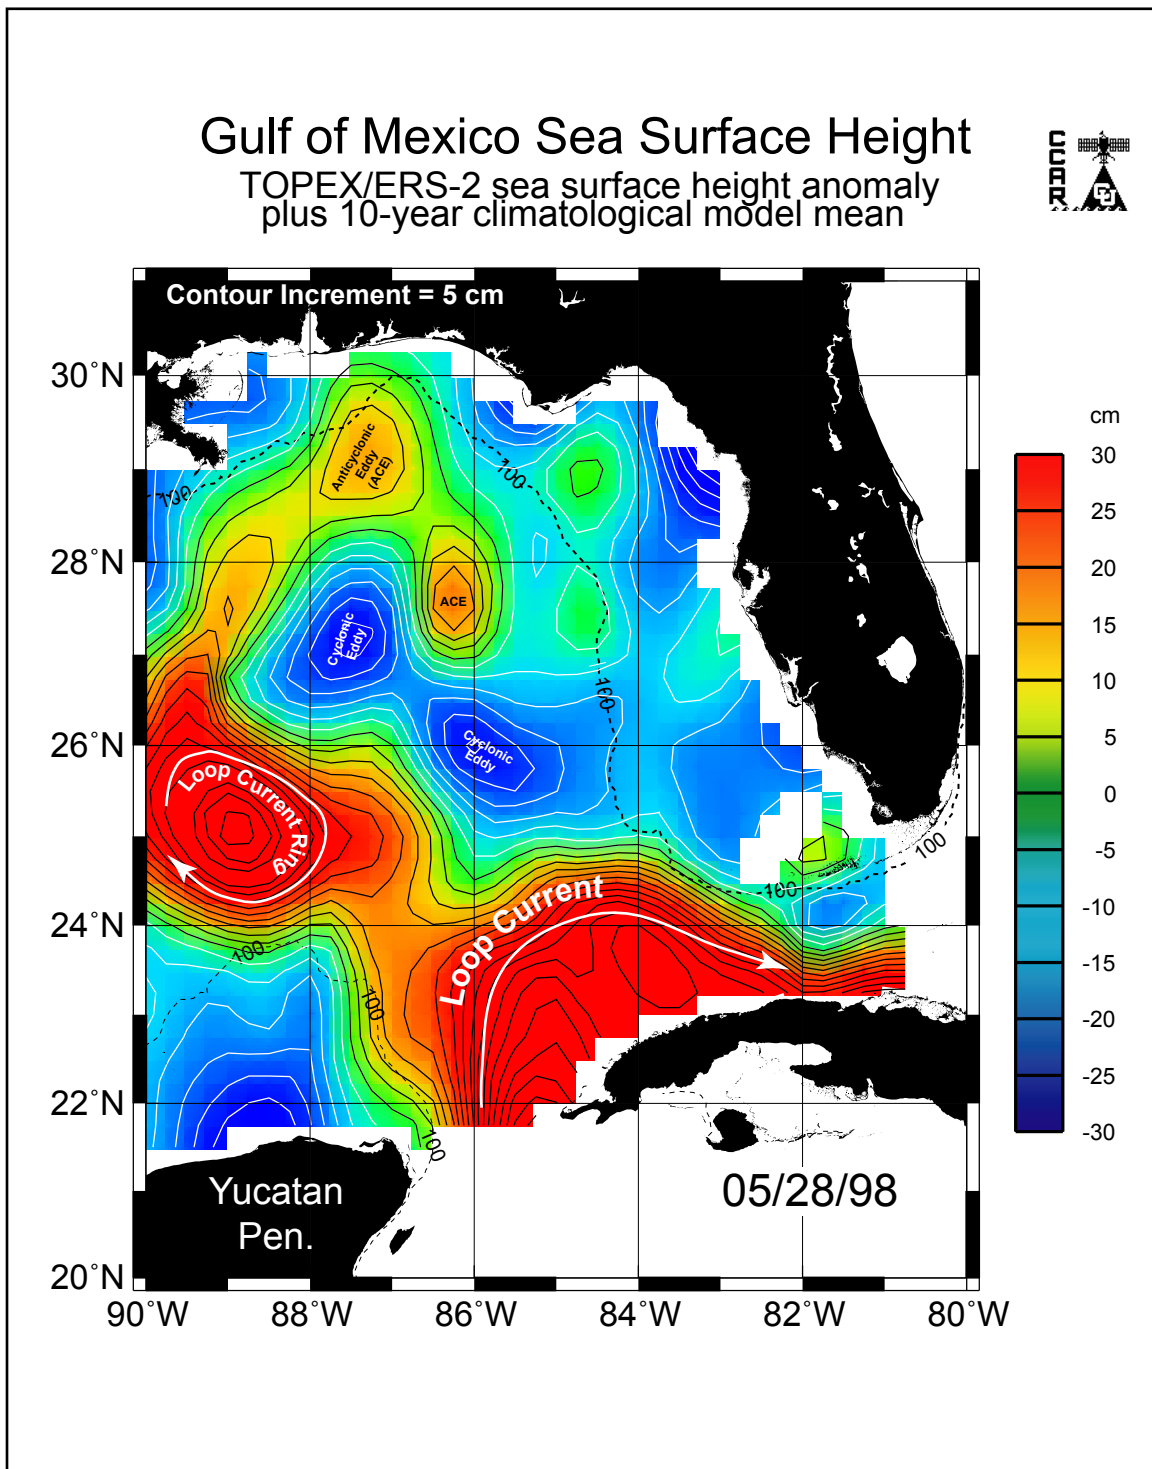 Gulf of Mexico Sea Surface Height
TOPEX/ERS-2 sea surface height anomaly
plus 10-year climatological model mean
CCAR
CU
Contour Increment = 5 cm
30°N
28°N
26°N
24°N
22°N
20°N
90°W
88°W
86°W
84°W
82°W
80°W
Anticyclonic
Eddy
(ACE)
ACE
Cyclonic
Eddy
Cyclonic
Eddy
Loop Current Ring
Loop Current
100
100
100
100
100
100
100
100
Yucatan
Pen.
05/28/98
cm
30
25
20
15
10
5
0
-5
-10
-15
-20
-25
-30